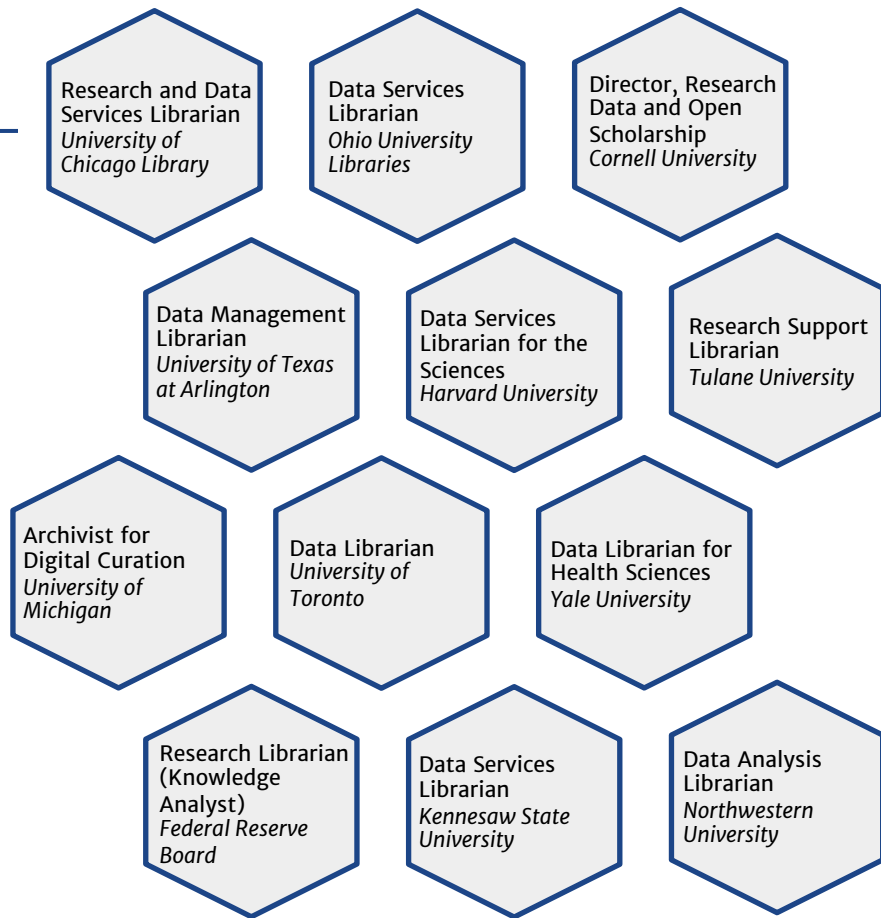 Research and Data
Services Librarian
University of
Chicago Library
Data Services
Librarian
Ohio University
Libraries
Director, Research
Data and Open
Scholarship
Cornell University
Data Management
Librarian
University of Texas
at Arlington
Data Services
Librarian for the
Sciences
Harvard University
Research Support
Librarian
Tulane University
Archivist for
Digital Curation
University of
Michigan
Data Librarian
University of
Toronto
Data Librarian for
Health Sciences
Yale University
Research Librarian
(Knowledge
Analyst)
Federal Reserve
Board
Data Services
Librarian
Kennesaw State
University
Data Analysis
Librarian
Northwestern
University